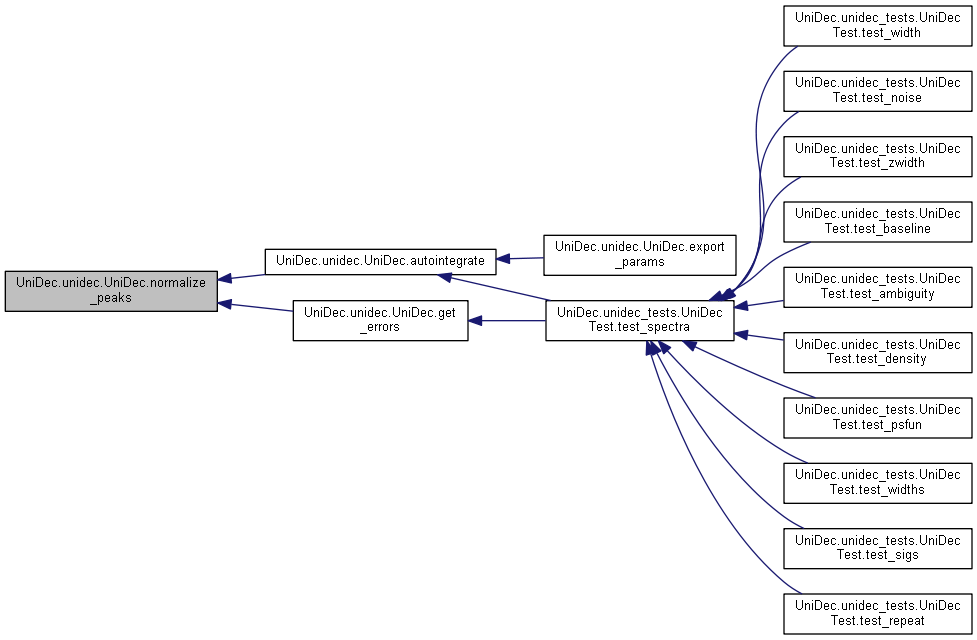 UniDec.unidec.UniDec.normalize
_peaks
UniDec.unidec.UniDec.autointegrate
UniDec.unidec.UniDec.get
_errors
UniDec.unidec.UniDec.export
_params
UniDec.unidec_tests.UniDec
Test.test_spectra
UniDec.unidec_tests.UniDec
Test.test_width
UniDec.unidec_tests.UniDec
Test.test_noise
UniDec.unidec_tests.UniDec
Test.test_zwidth
UniDec.unidec_tests.UniDec
Test.test_baseline
UniDec.unidec_tests.UniDec
Test.test_ambiguity
UniDec.unidec_tests.UniDec
Test.test_density
UniDec.unidec_tests.UniDec
Test.test_psfun
UniDec.unidec_tests.UniDec
Test.test_widths
UniDec.unidec_tests.UniDec
Test.test_sigs
UniDec.unidec_tests.UniDec
Test.test_repeat